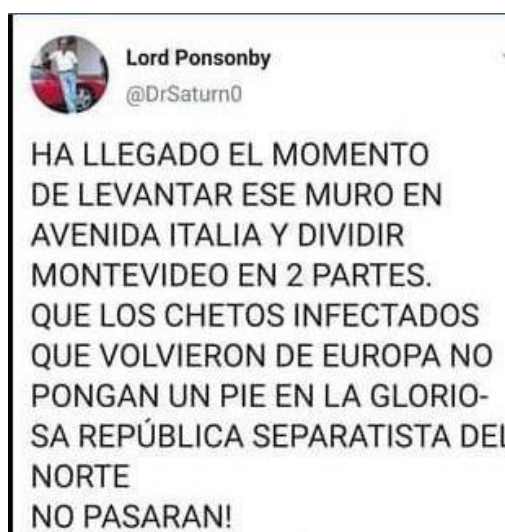 Lord Ponsonby
@DrSaturn0
HA LLEGADO EL MOMENTO
DE LEVANTAR ESE MURO EN
AVENIDA ITALIA Y DIVIDIR
MONTEVIDEO EN 2 PARTES.
QUE LOS CHETOS INFECTADOS
QUE VOLVIERON DE EUROPA NO
PONGAN UN PIE EN LA GLORIO-
SA REPÚBLICA SEPARATISTA DEL
NORTE
NO PASARAN!